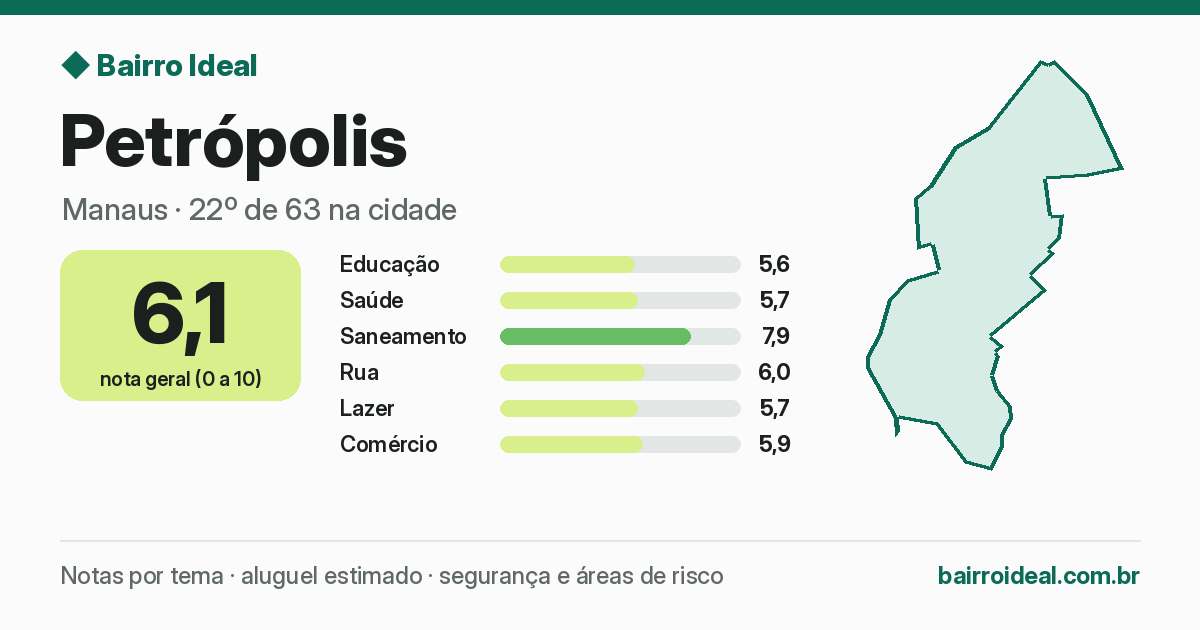 Bairro Ideal
Petrópolis
Manaus · 22º de 63 na cidade
6,1
nota geral (0 a 10)
Educação 5,6
Saúde 5,7
Saneamento 7,9
Rua 6,0
Lazer 5,7
Comércio 5,9
Notas por tema · aluguel estimado · segurança e áreas de risco
bairroideal.com.br